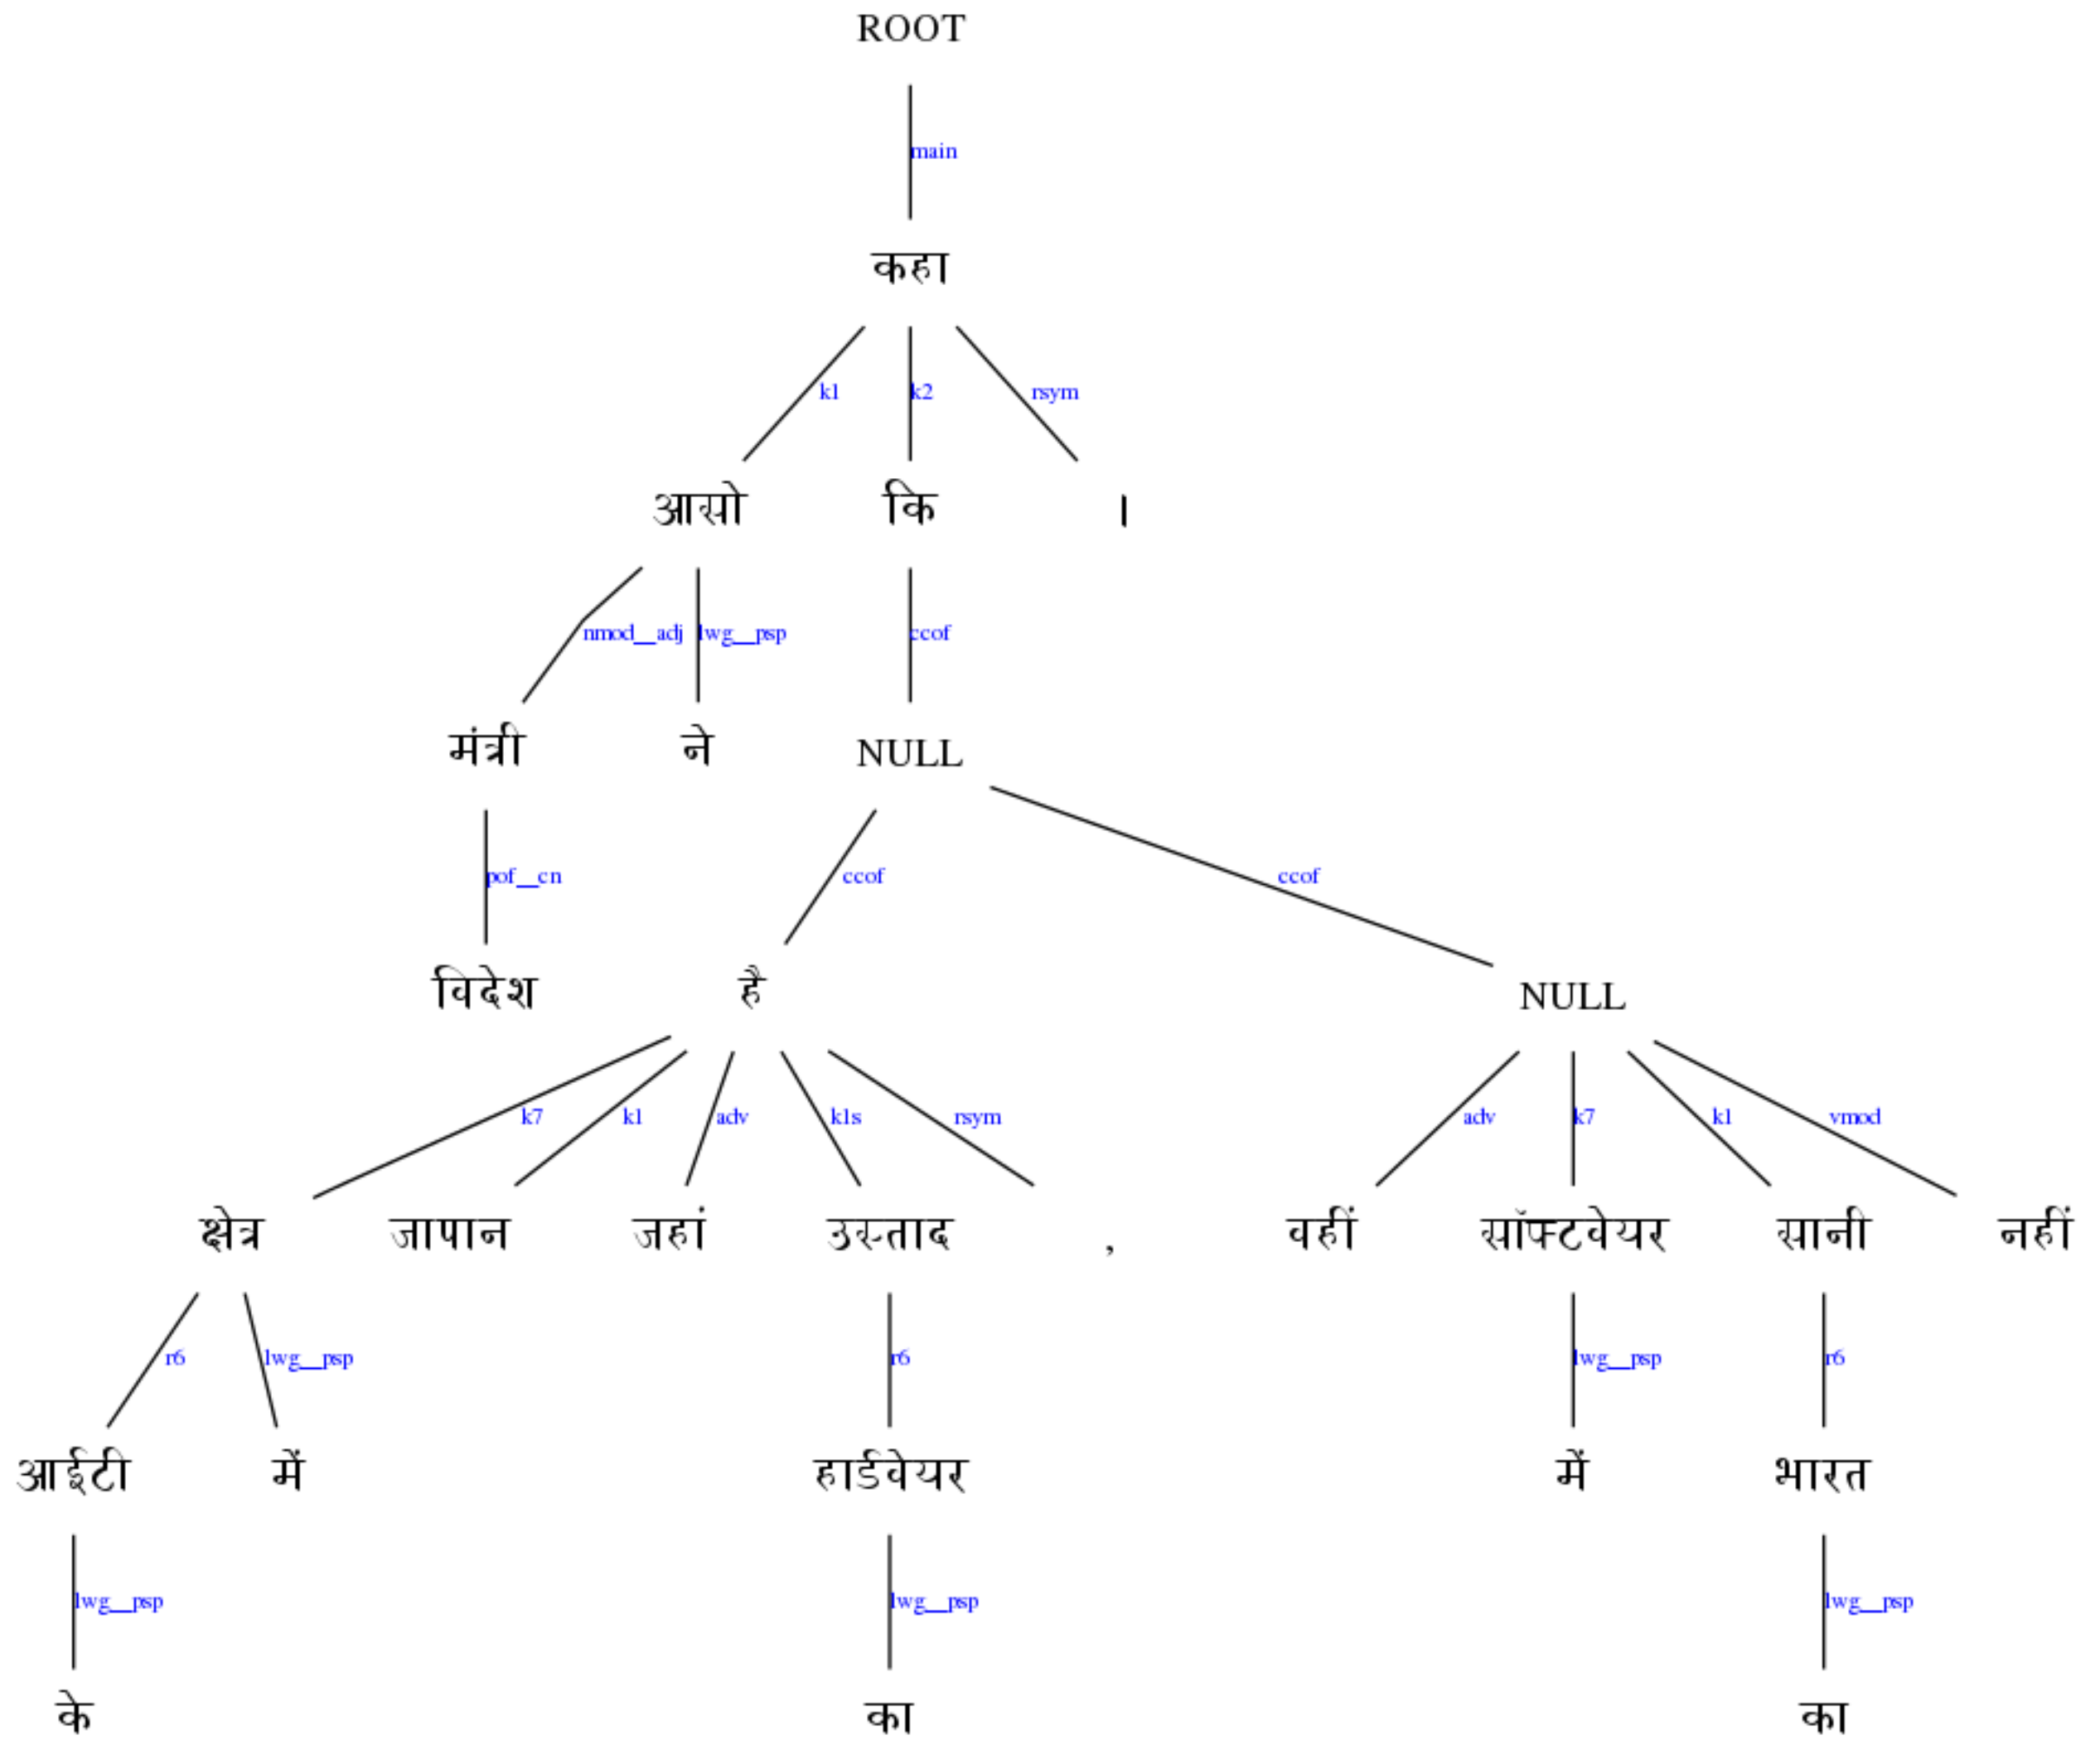 ROOT
main
कहा
k1 k2 rsym
आसो कि ।
nmod__adj lwg__psp ccof
मंत्री ने NULL
pof__cn ccof ccof
विदेश है NULL
k7 k1 adv k1s rsym adv k7 k1 vmod
क्षेत्र जापान जहां उस्ताद , वहीं सॉफ्टवेयर सानी नहीं
r6 lwg__psp r6 lwg__psp r6
आईटी में हार्डवेयर में भारत
lwg__psp lwg__psp lwg__psp
के का का